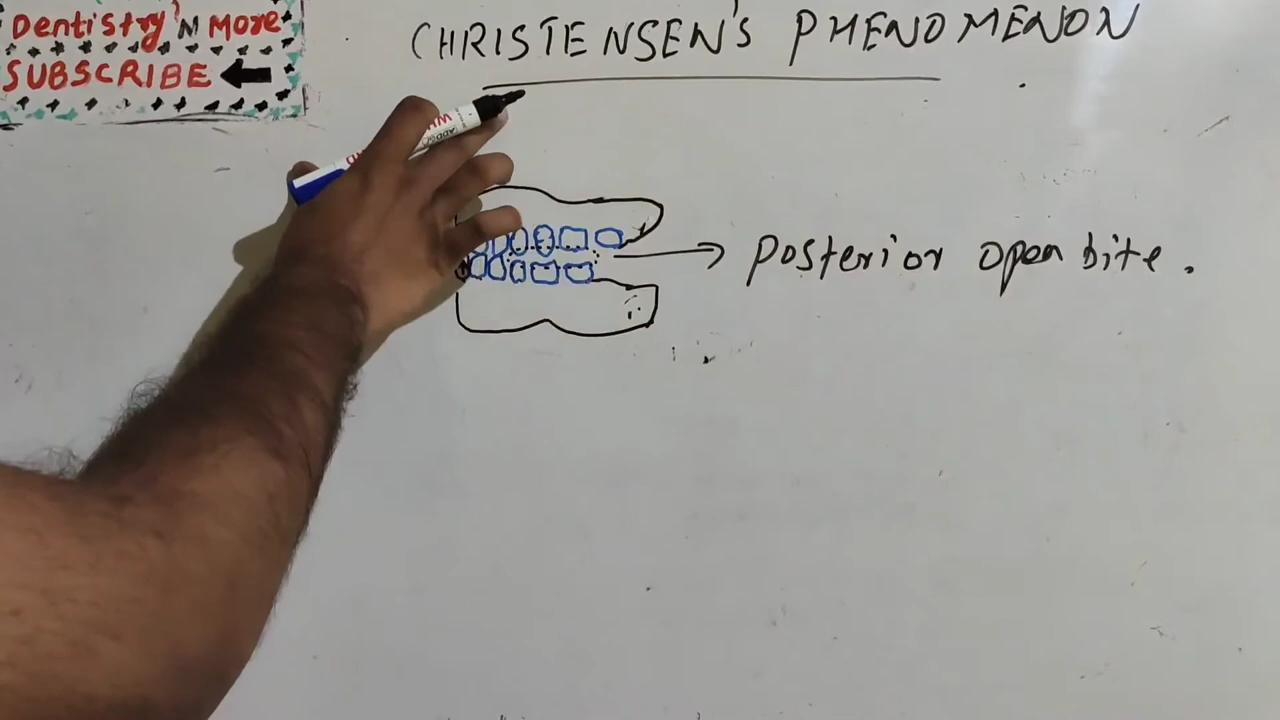 Dentistry'N More
SUBSCRIBE
CHRISTENSEN'S PHENOMENON
Posterior open bite.